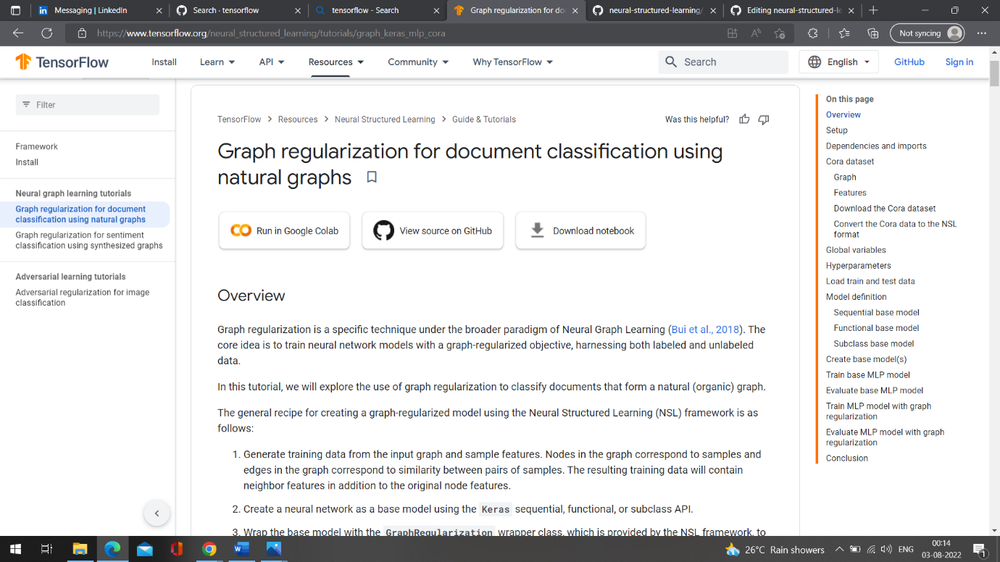 Messaging | LinkedIn
Search · tensorflow
tensorflow - Search
Graph regularization for do
neural-structured-learning/
Editing neural-structured-le
https://www.tensorflow.org/neural_structured_learning/tutorials/graph_keras_mlp_cora
Not syncing
TensorFlow
Install
Learn
API
Resources
Community
Why TensorFlow
Search
English
GitHub
Sign in
Filter
Framework
Install
Neural graph learning tutorials
Graph regularization for document
classification using natural graphs
Graph regularization for sentiment
classification using synthesized graphs
Adversarial learning tutorials
Adversarial regularization for image
classification
TensorFlow > Resources > Neural Structured Learning > Guide & Tutorials
Was this helpful?
Graph regularization for document classification using
natural graphs
Run in Google Colab
View source on GitHub
Download notebook
Overview
Graph regularization is a specific technique under the broader paradigm of Neural Graph Learning (Bui et al., 2018). The
core idea is to train neural network models with a graph-regularized objective, harnessing both labeled and unlabeled
data.
In this tutorial, we will explore the use of graph regularization to classify documents that form a natural (organic) graph.
The general recipe for creating a graph-regularized model using the Neural Structured Learning (NSL) framework is as
follows:
1. Generate training data from the input graph and sample features. Nodes in the graph correspond to samples and
edges in the graph correspond to similarity between pairs of samples. The resulting training data will contain
neighbor features in addition to the original node features.
2. Create a neural network as a base model using the Keras sequential, functional, or subclass API.
3. Wrap the base model with the GraphRegularization wrapper class, which is provided by the NSL framework, to
On this page
Overview
Setup
Dependencies and imports
Cora dataset
Graph
Features
Download the Cora dataset
Convert the Cora data to the NSL
format
Global variables
Hyperparameters
Load train and test data
Model definition
Sequential base model
Functional base model
Subclass base model
Create base model(s)
Train base MLP model
Evaluate base MLP model
Train MLP model with graph
regularization
Evaluate MLP model with graph
regularization
Conclusion
26°C Rain showers
ENG
00:14
03-08-2022
1